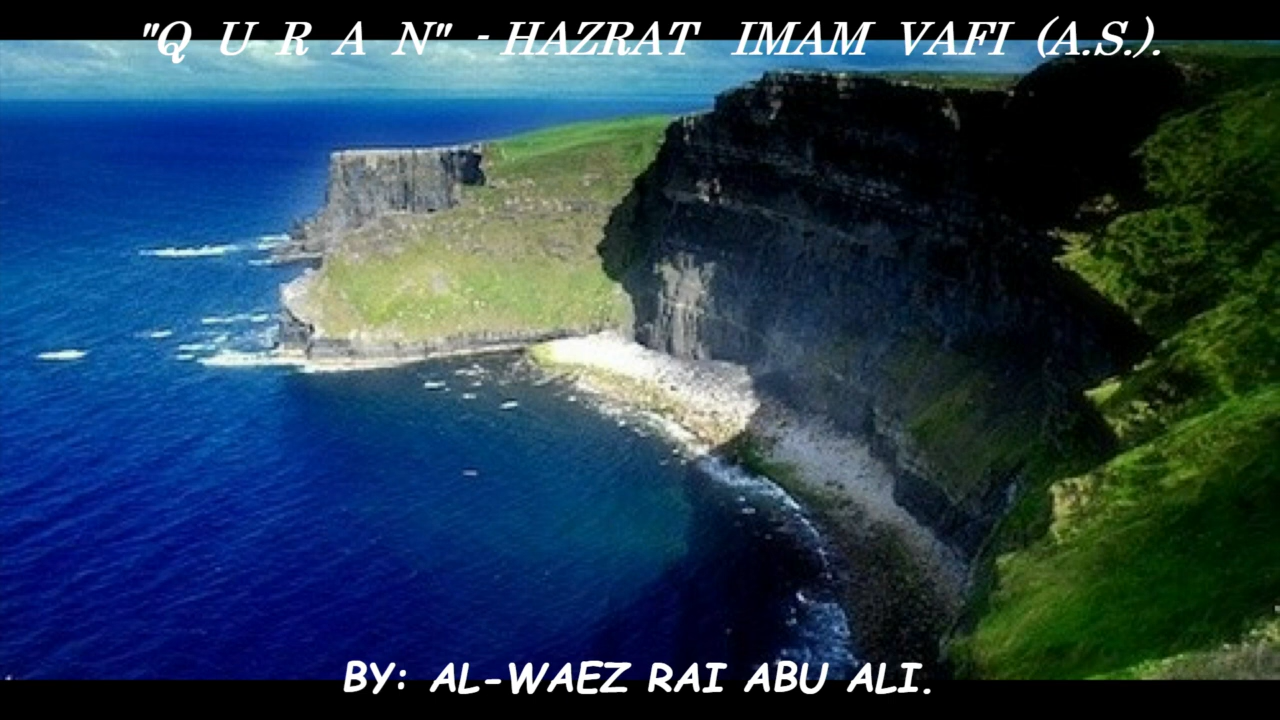 "Q U R A N" - HAZRAT IMAM VAFI (A.S.).
BY: AL-WAEZ RAI ABU ALI.